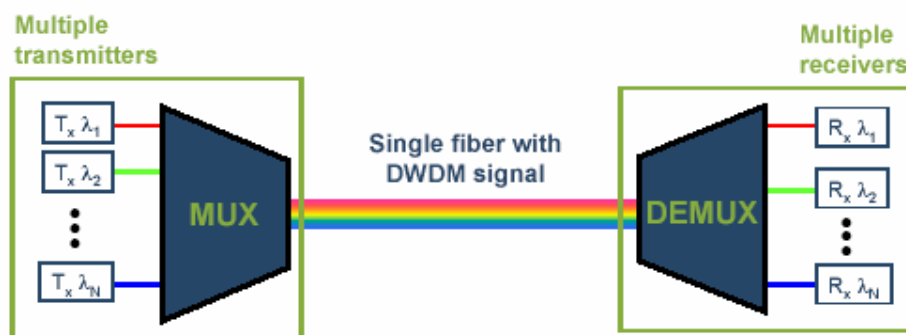 Multiple
transmitters
Multiple
receivers
Tx λ1
Tx λ2
Tx λN
MUX
Single fiber with
DWDM signal
DEMUX
Rx λ1
Rx λ2
Rx λN